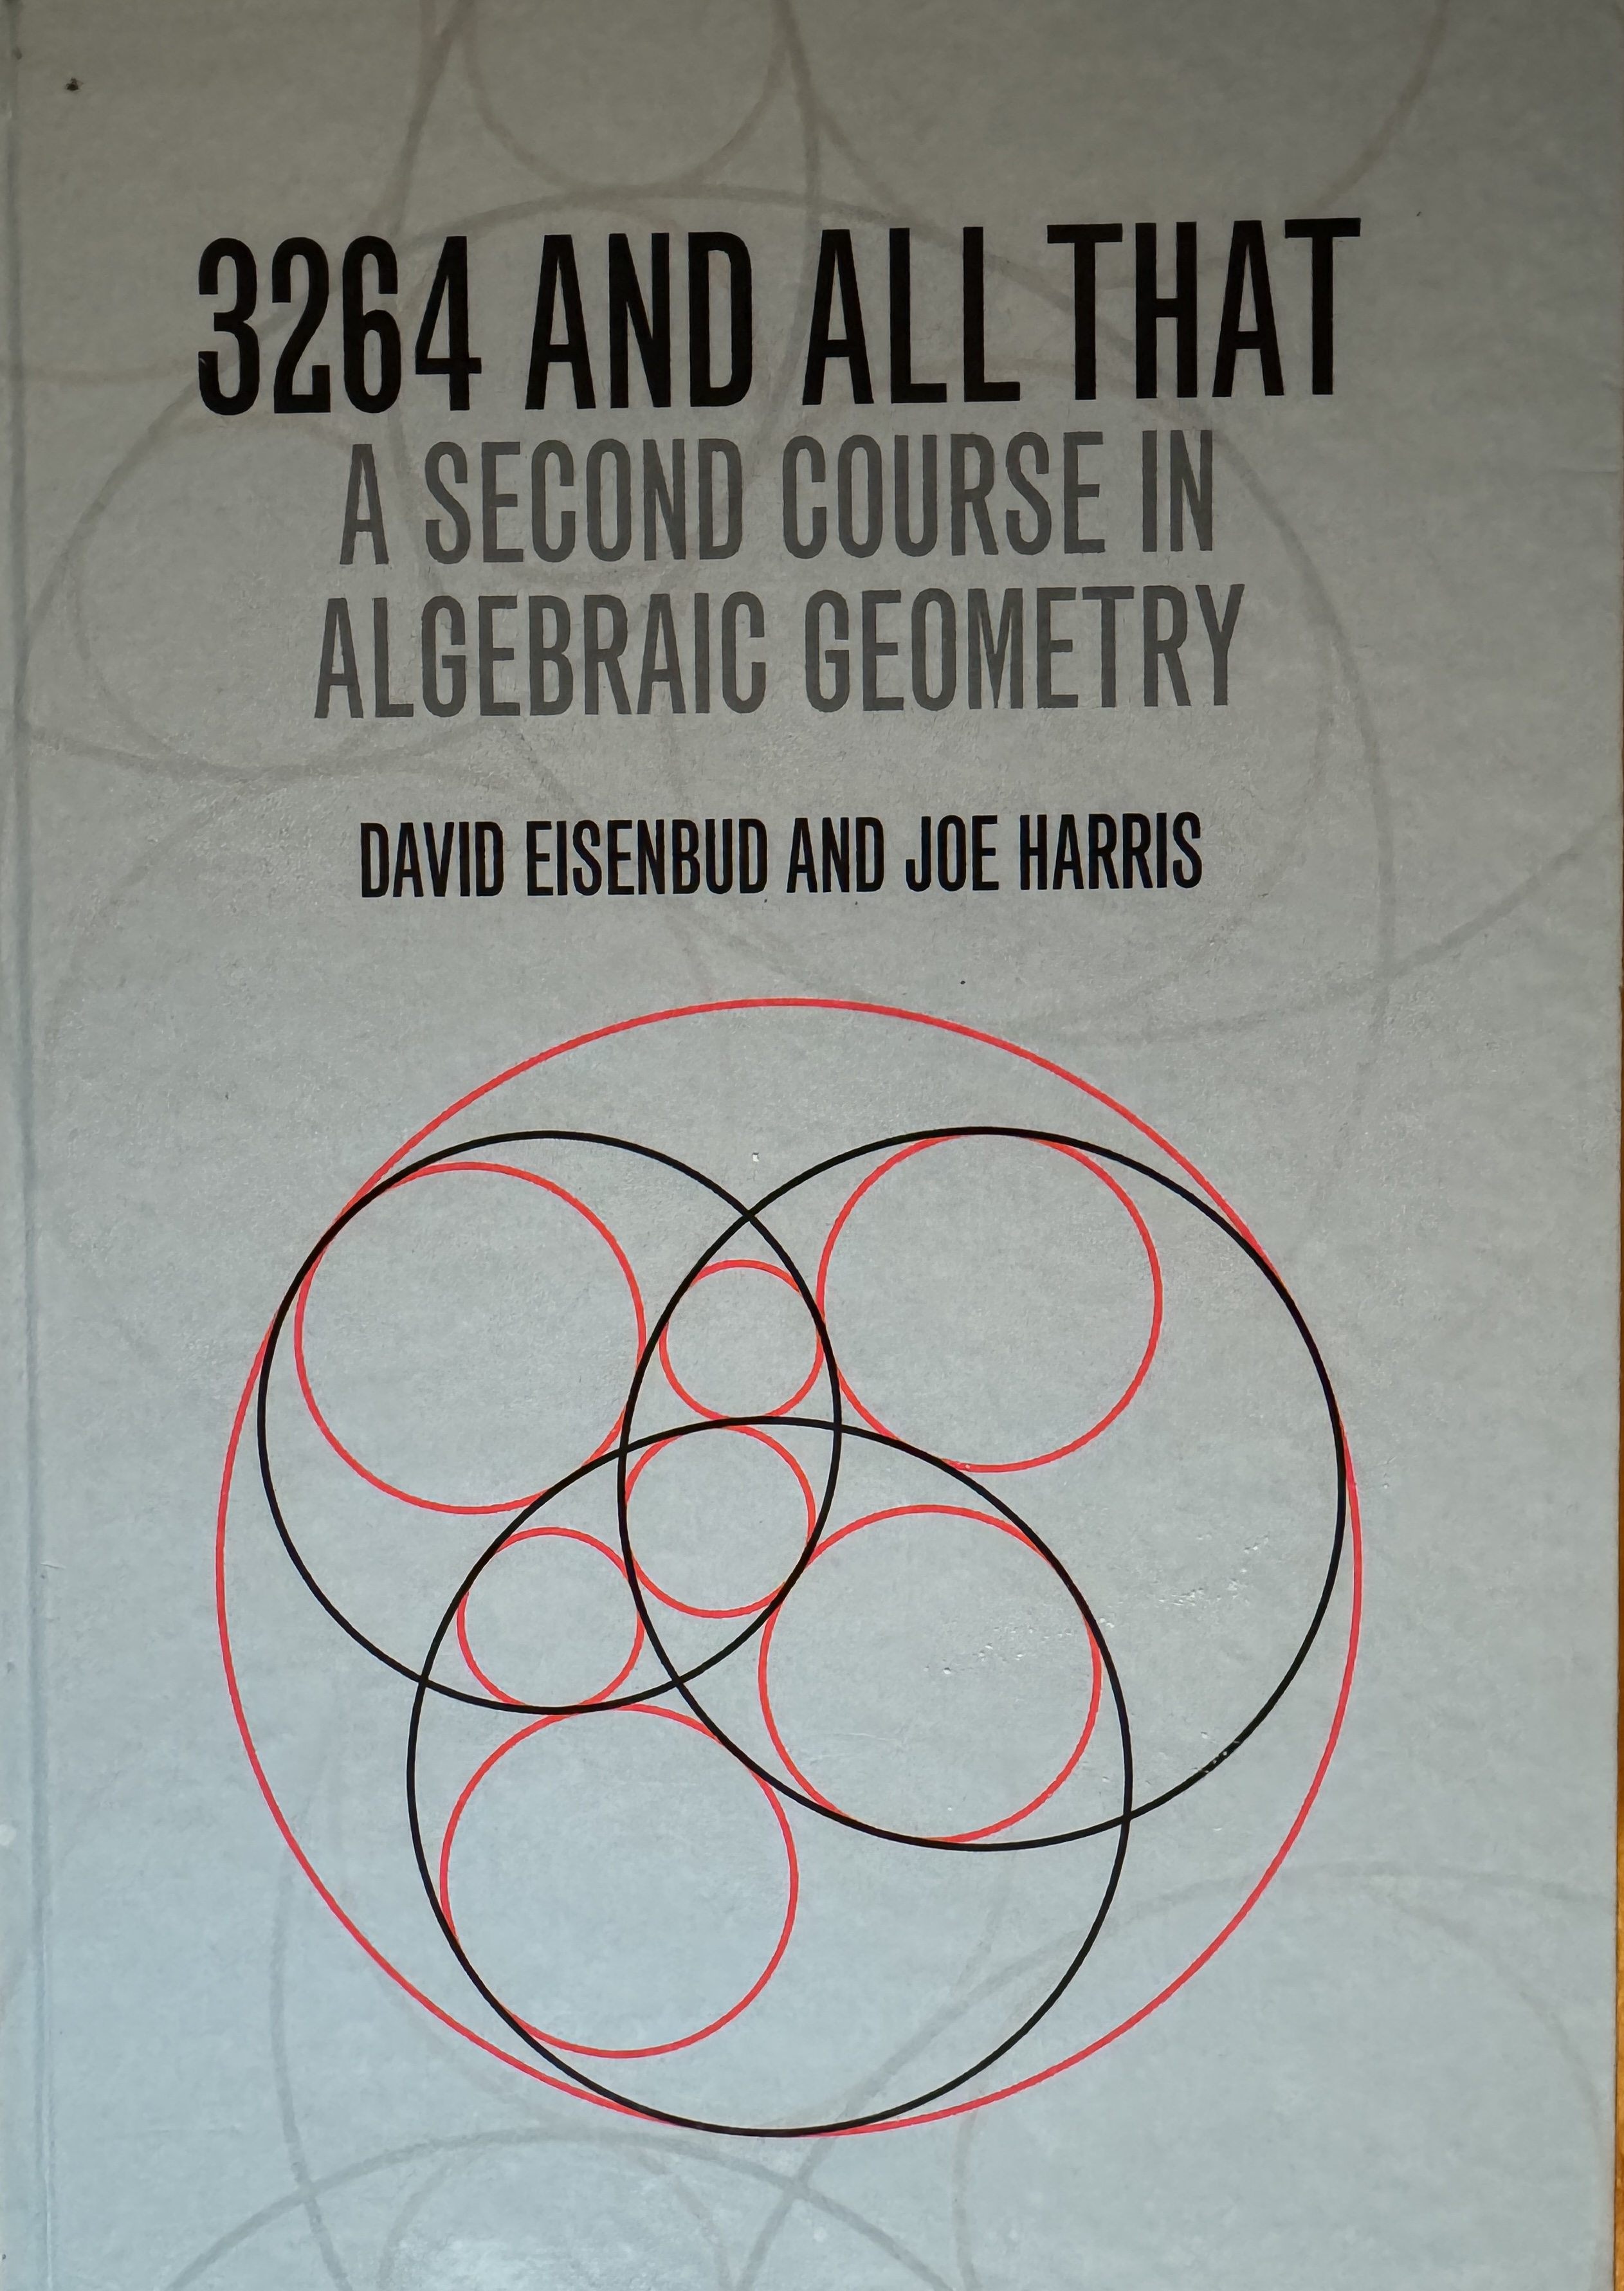 3264 AND ALL THAT
A SECOND COURSE IN
ALGEBRAIC GEOMETRY
DAVID EISENBUD AND JOE HARRIS